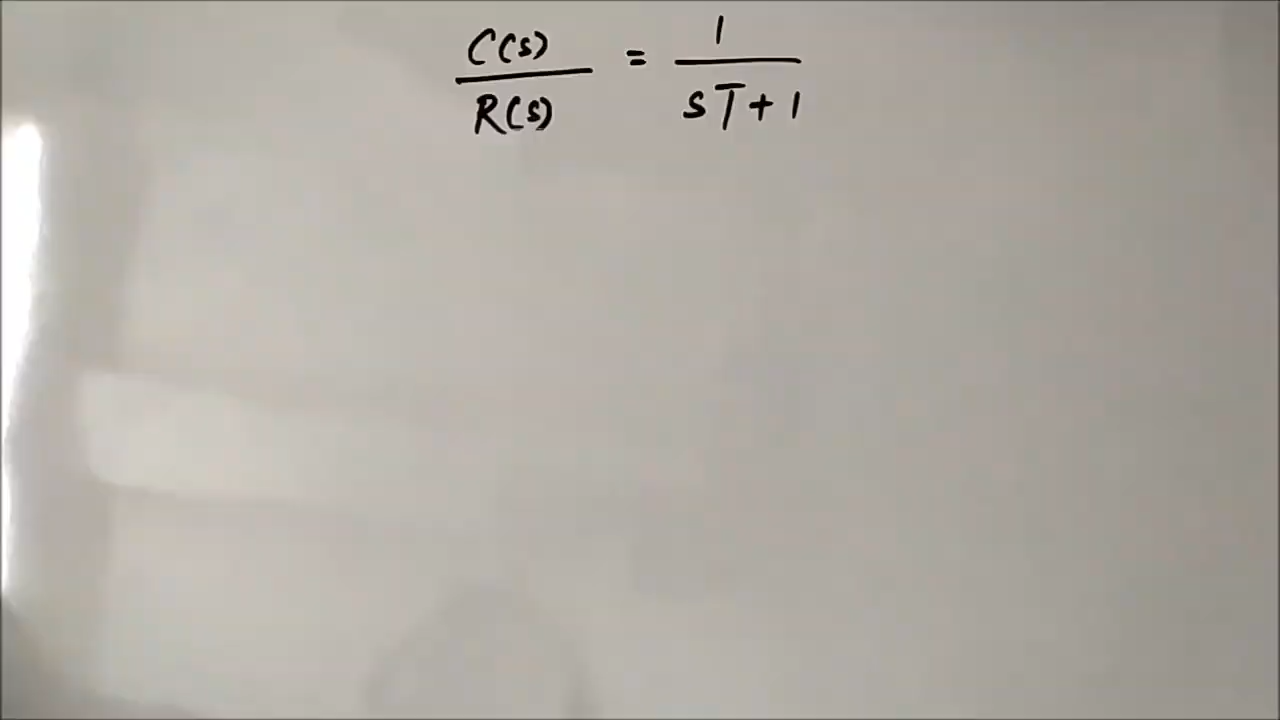 C(s) / R(s) = 1 / sT + 1